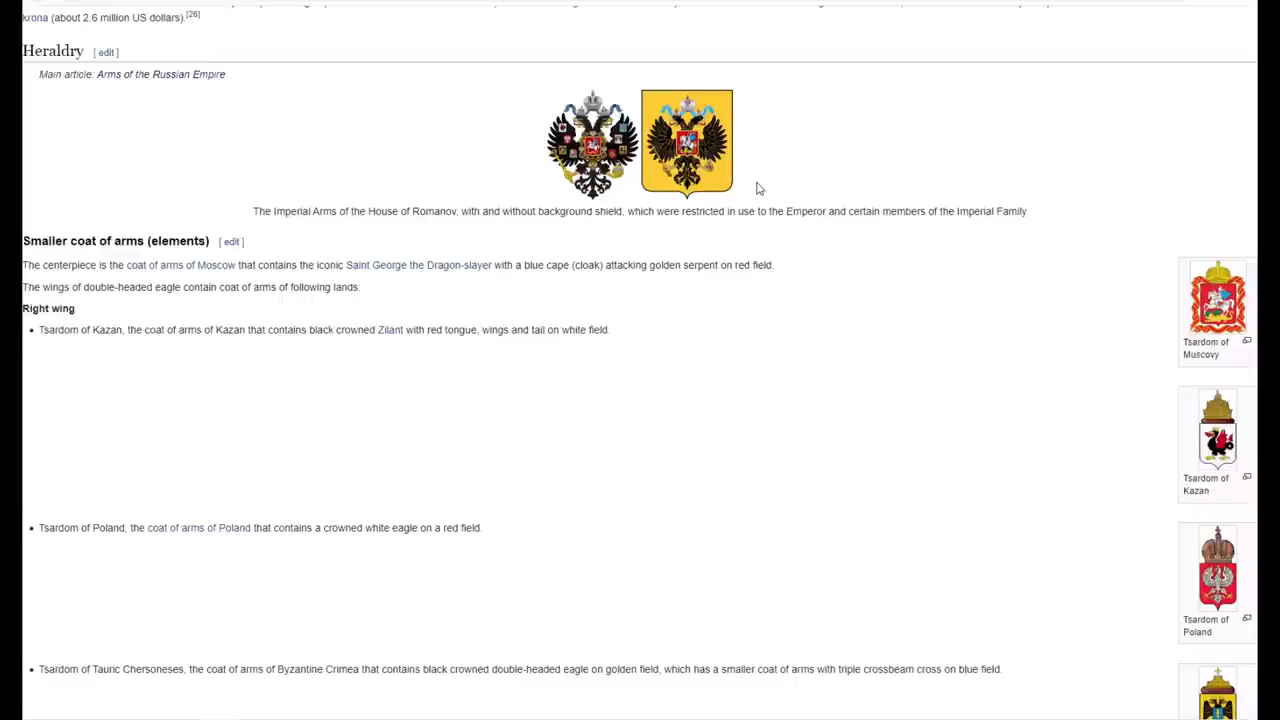 krona (about 2.6 million US dollars).[26]
Heraldry [ edit ]
Main article: Arms of the Russian Empire
The Imperial Arms of the House of Romanov, with and without background shield, which were restricted in use to the Emperor and certain members of the Imperial Family
Smaller coat of arms (elements) [ edit ]
The centerpiece is the coat of arms of Moscow that contains the iconic Saint George the Dragon-slayer with a blue cape (cloak) attacking golden serpent on red field.
The wings of double-headed eagle contain coat of arms of following lands:
Right wing
• Tsardom of Kazan, the coat of arms of Kazan that contains black crowned Zilant with red tongue, wings and tail on white field.
Tsardom of
Muscovy
Tsardom of
Kazan
• Tsardom of Poland, the coat of arms of Poland that contains a crowned white eagle on a red field.
Tsardom of
Poland
• Tsardom of Tauric Chersoneses, the coat of arms of Byzantine Crimea that contains black crowned double-headed eagle on golden field, which has a smaller coat of arms with triple crossbeam cross on blue field.